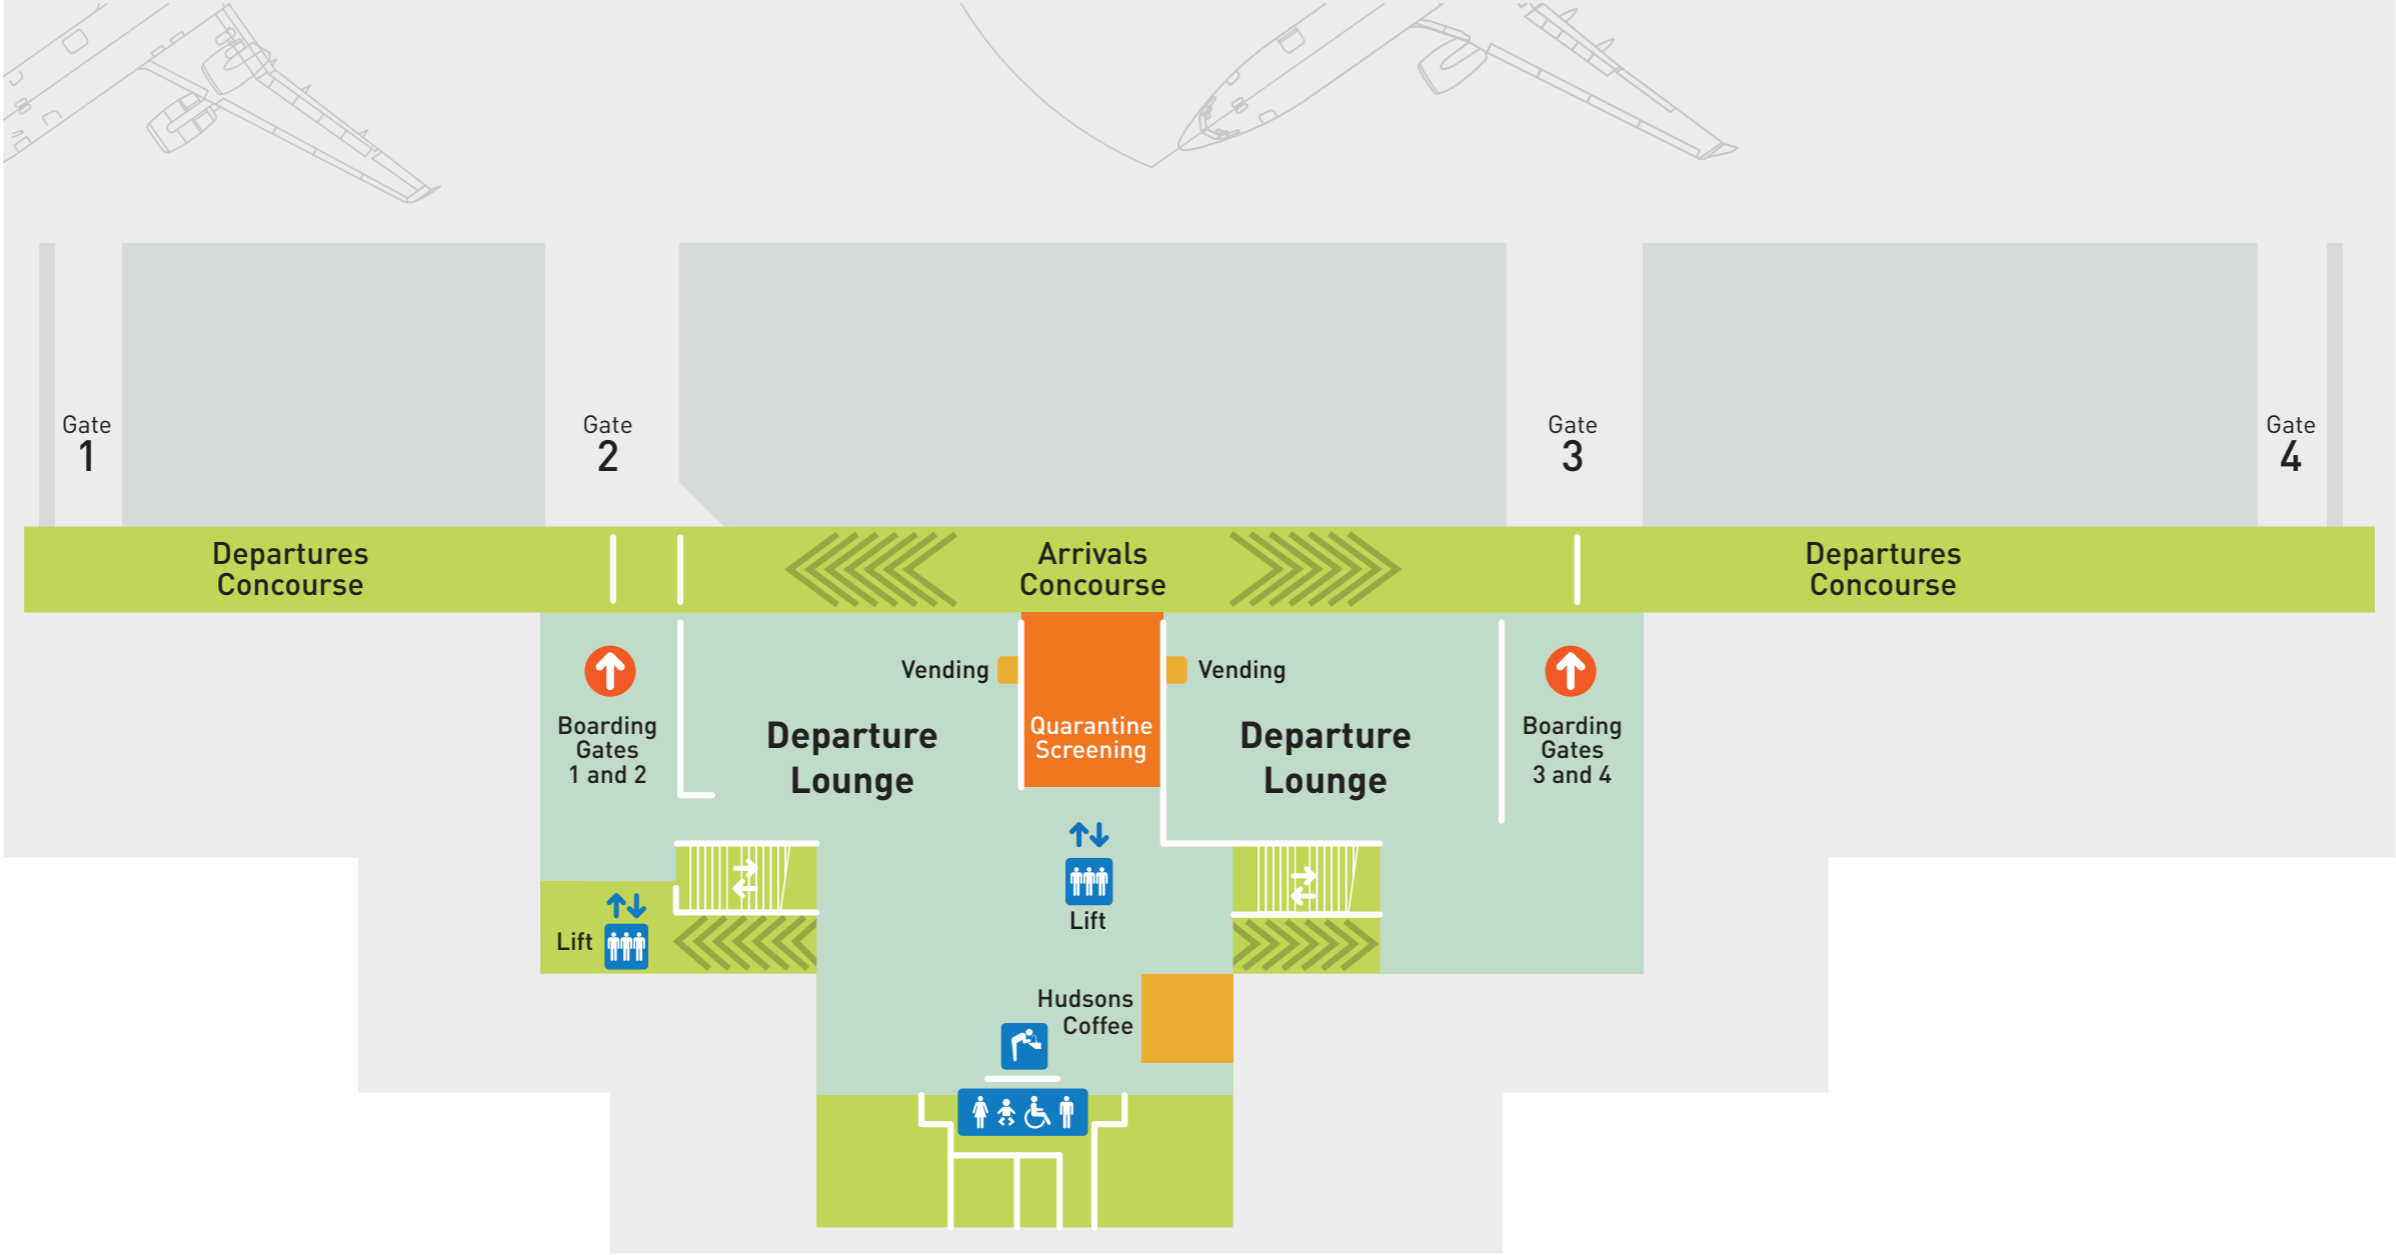 Gate
1
Gate
2
Gate
3
Gate
4
Departures
Concourse
Arrivals
Concourse
Departures
Concourse
Vending
Vending
Boarding
Gates
1 and 2
Departure
Lounge
Quarantine
Screening
Departure
Lounge
Boarding
Gates
3 and 4
Lift
Lift
Hudsons
Coffee